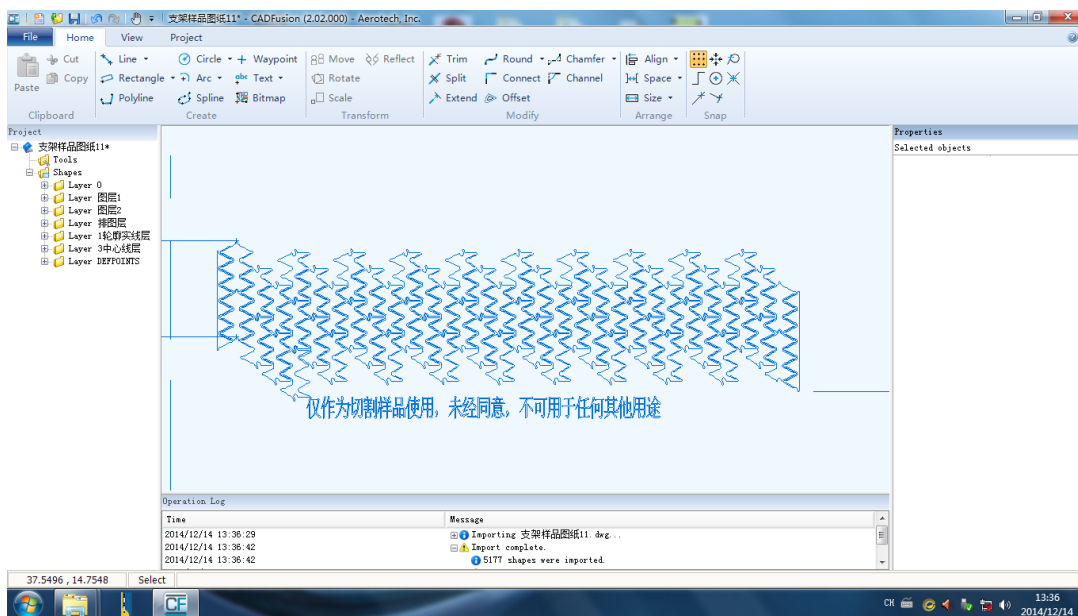 支架样品图纸11* - CADFusion (2.02.000) - Aerotech, Inc.
File Home View Project
Paste Cut Copy
Clipboard
Line Circle Waypoint
Rectangle Arc abc Text
Polyline Spline Bitmap
Create
Move Reflect
Rotate
Scale
Transform
Trim Round Chamfer
Split Connect Channel
Extend Offset
Modify
Align
Space
Size
Arrange
Snap
Project
支架样品图纸11*
Tools
Shapes
Layer 0
Layer 图层1
Layer 图层2
Layer 排图层
Layer 1轮廓实线层
Layer 3中心线层
Layer DEFPOINTS
仅作为切割样品使用，未经同意，不可用于任何其他用途
Properties
Selected objects
Operation Log
Time Message
2014/12/14 13:36:29 Importing 支架样品图纸11.dwg...
2014/12/14 13:36:42 Import complete.
2014/12/14 13:36:42 5177 shapes were imported.
37.5496 , 14.7548 Select
CF
CH
13:36
2014/12/14